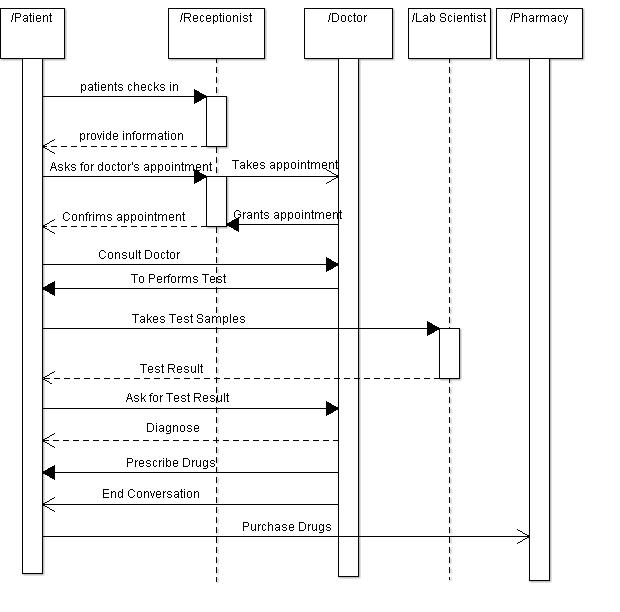 /Patient
/Receptionist
/Doctor
/Lab Scientist
/Pharmacy
patients checks in
provide information
Asks for doctor's appointment
Takes appointment
Confrims appointment
Grants appointment
Consult Doctor
To Performs Test
Takes Test Samples
Test Result
Ask for Test Result
Diagnose
Prescribe Drugs
End Conversation
Purchase Drugs